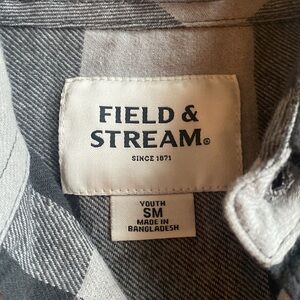 FIELD &
STREAM®
SINCE 1871
YOUTH
SM
MADE IN
BANGLADESH